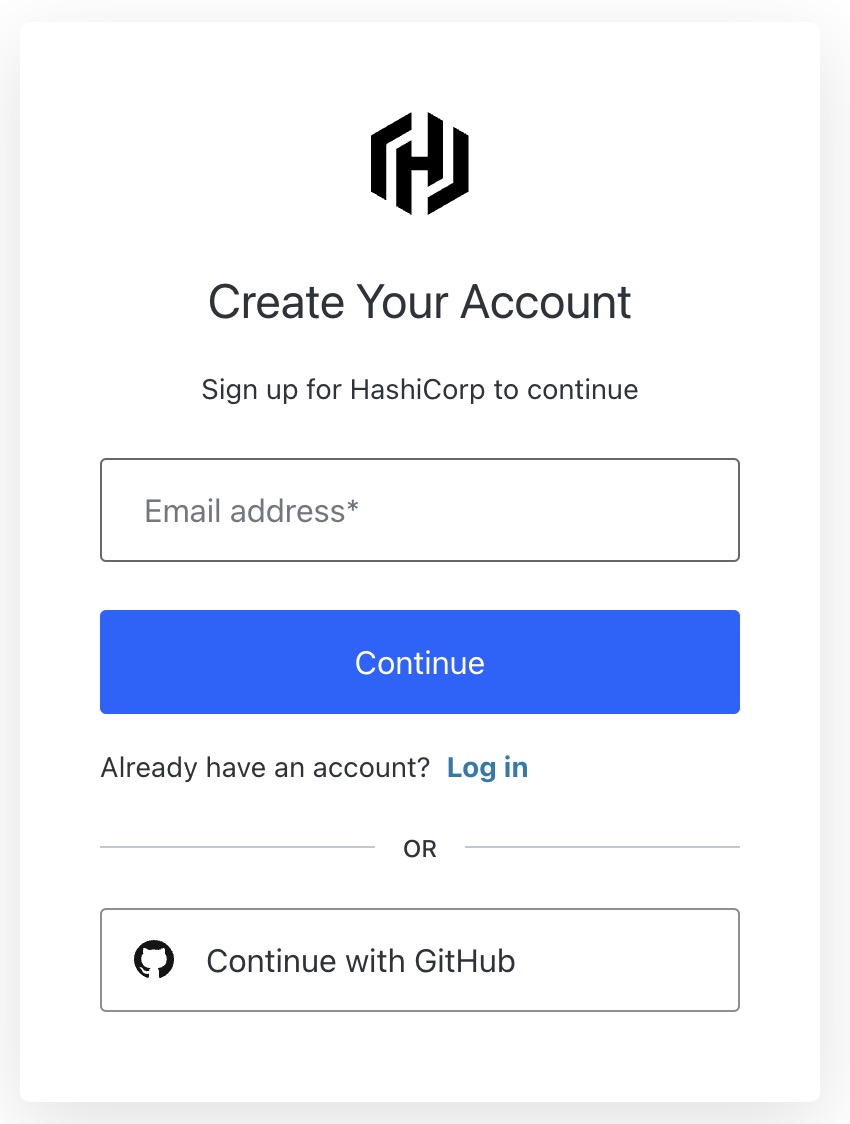 Create Your Account
Sign up for HashiCorp to continue
Email address*
Continue
Already have an account? Log in
OR
Continue with GitHub